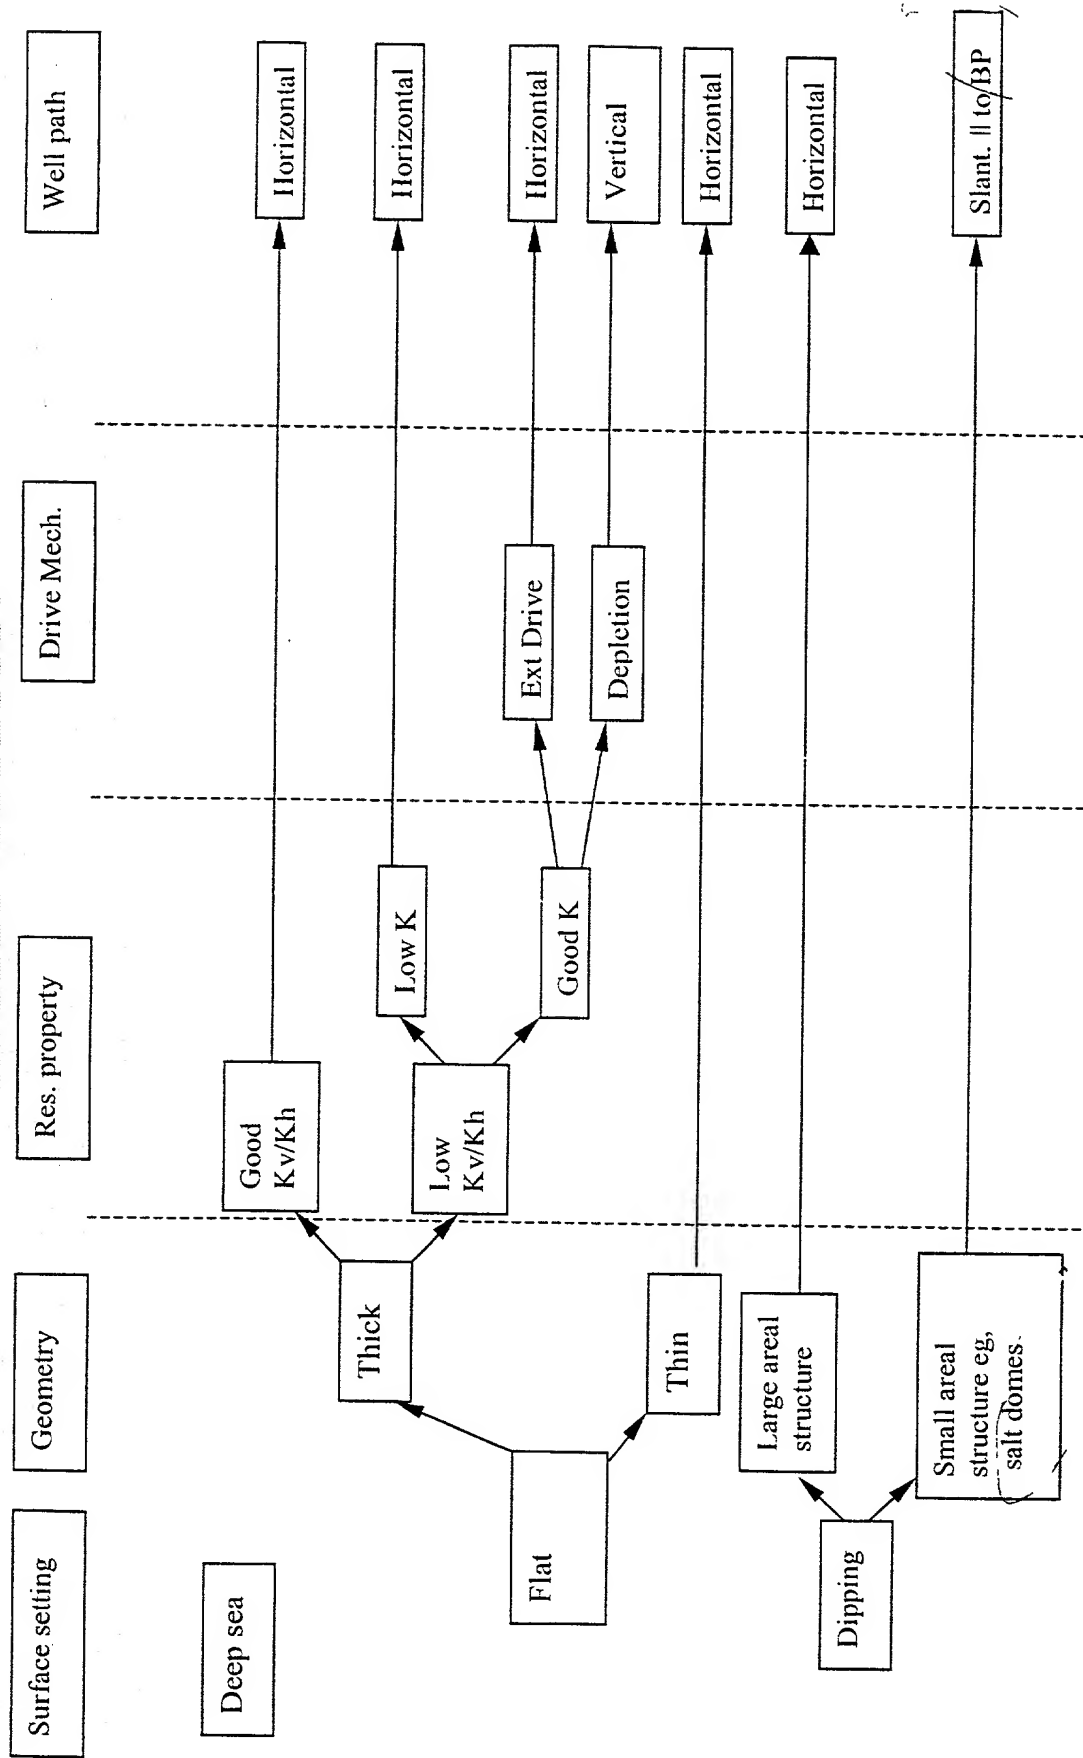 Surface setting
Geometry
Res. property
Drive Mech.
Well path
Deep sea
Good
Kv/Kh
Horizontal
Thick
Low
Kv/Kh
Low K
Horizontal
Flat
Good K
Ext Drive
Horizontal
Depletion
Vertical
Thin
Horizontal
Dipping
Large areal
structure
Horizontal
Small areal
structure eg,
salt domes.
Slant. || to BP